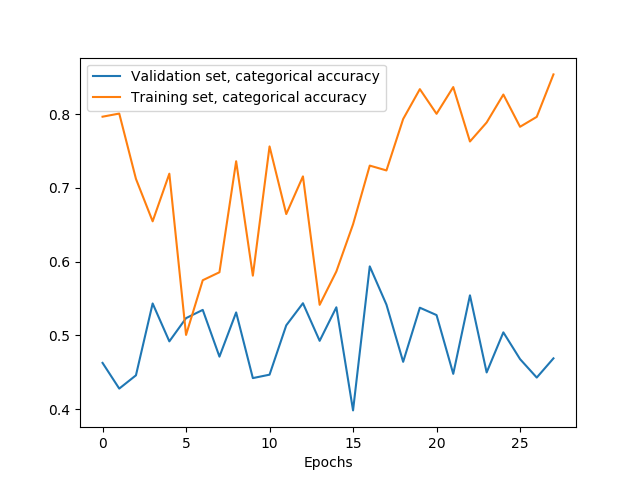 Validation set, categorical accuracy
Training set, categorical accuracy
0.8
0.7
0.6
0.5
0.4
0 5 10 15 20 25
Epochs